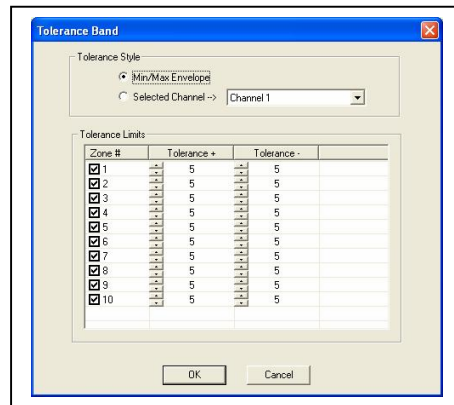 Tolerance Band
Tolerance Style
Min/Max Envelope
Selected Channel --> Channel 1
Tolerance Limits
Zone # Tolerance + Tolerance -
1 5 5
2 5 5
3 5 5
4 5 5
5 5 5
6 5 5
7 5 5
8 5 5
9 5 5
10 5 5
OK Cancel